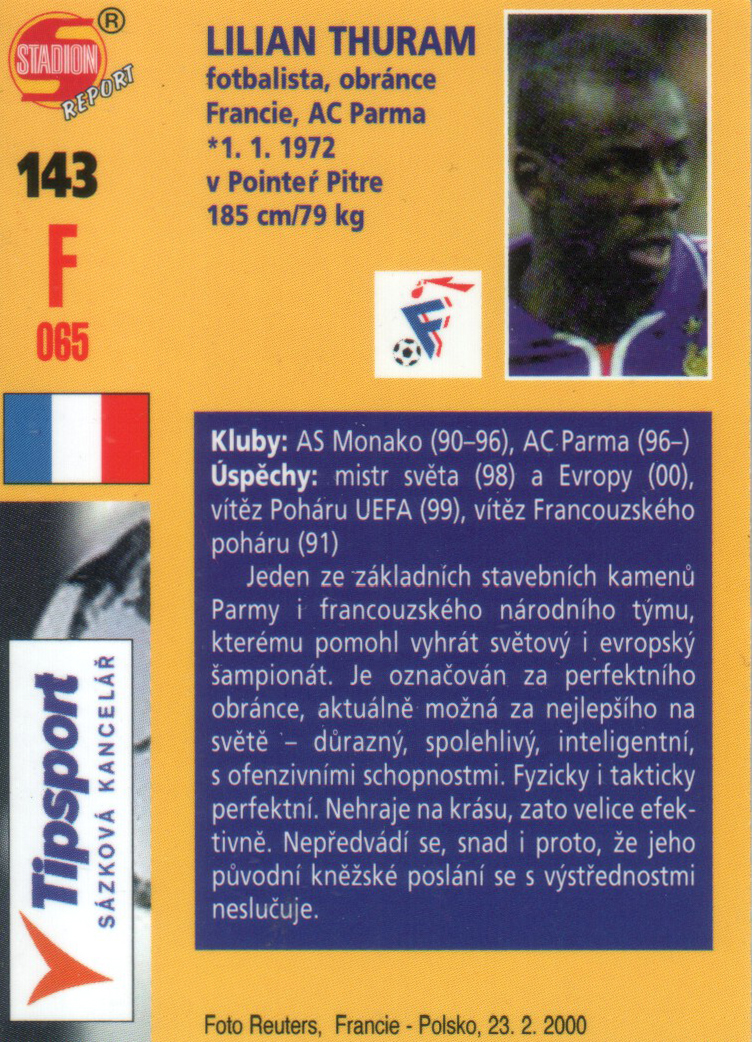 STADION
REPORT
®
143
F
065
LILIAN THURAM
fotbalista, obránce
Francie, AC Parma
*1. 1. 1972
v Pointeŕ Pitre
185 cm/79 kg
F
Kluby: AS Monako (90–96), AC Parma (96–)
Úspěchy: mistr světa (98) a Evropy (00),
vítěz Poháru UEFA (99), vítěz Francouzského
poháru (91)
Jeden ze základních stavebních kamenů
Parmy i francouzského národního týmu,
kterému pomohl vyhrát světový i evropský
šampionát. Je označován za perfektního
obránce, aktuálně možná za nejlepšího na
světě – důrazný, spolehlivý, inteligentní,
s ofenzivními schopnostmi. Fyzicky i takticky
perfektní. Nehraje na krásu, zato velice efek-
tivně. Nepředvádí se, snad i proto, že jeho
původní kněžské poslání se s výstřednostmi
neslučuje.
Tipsport
SÁZKOVÁ KANCELÁŘ
Foto Reuters, Francie - Polsko, 23. 2. 2000